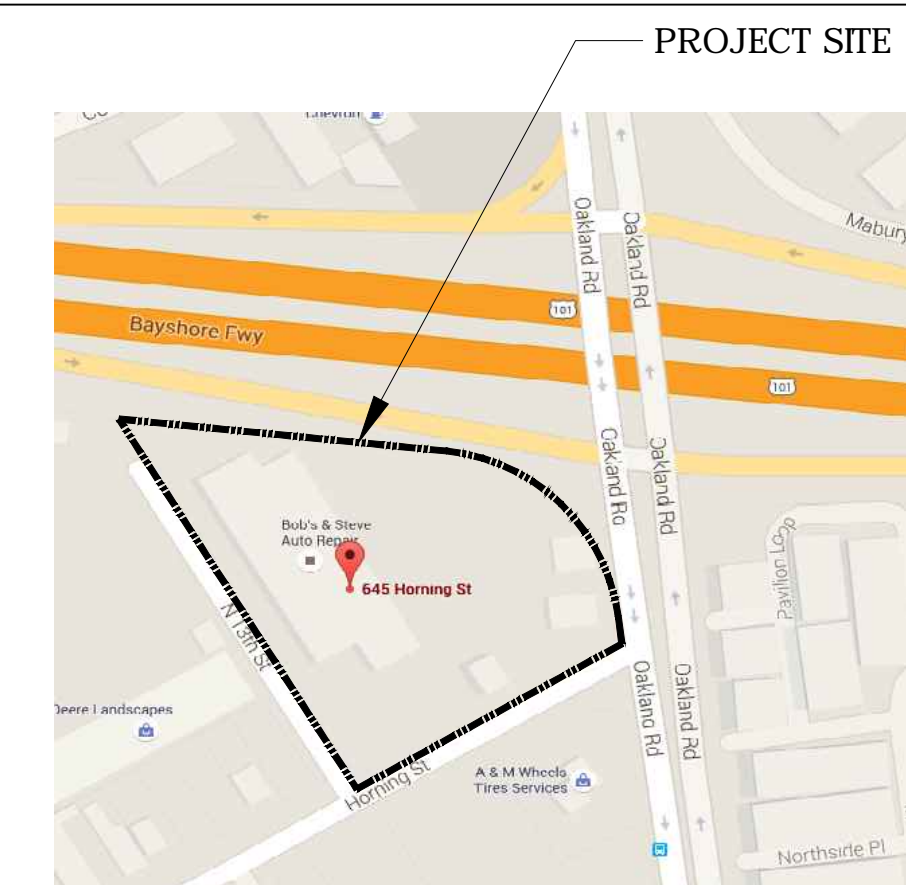 PROJECT SITE
Chevron
Oakland Rd
Oakland Rd
Mabury
101
Bayshore Fwy
101
Oakland Rd
Oakland Rd
Bob's & Steve
Auto Repair
645 Horning St
Pavilion Loop
N 13th St
Oakland Rd
Oakland Rd
Deere Landscapes
A & M Wheels
Tires Services
Horning St
Northside Pl